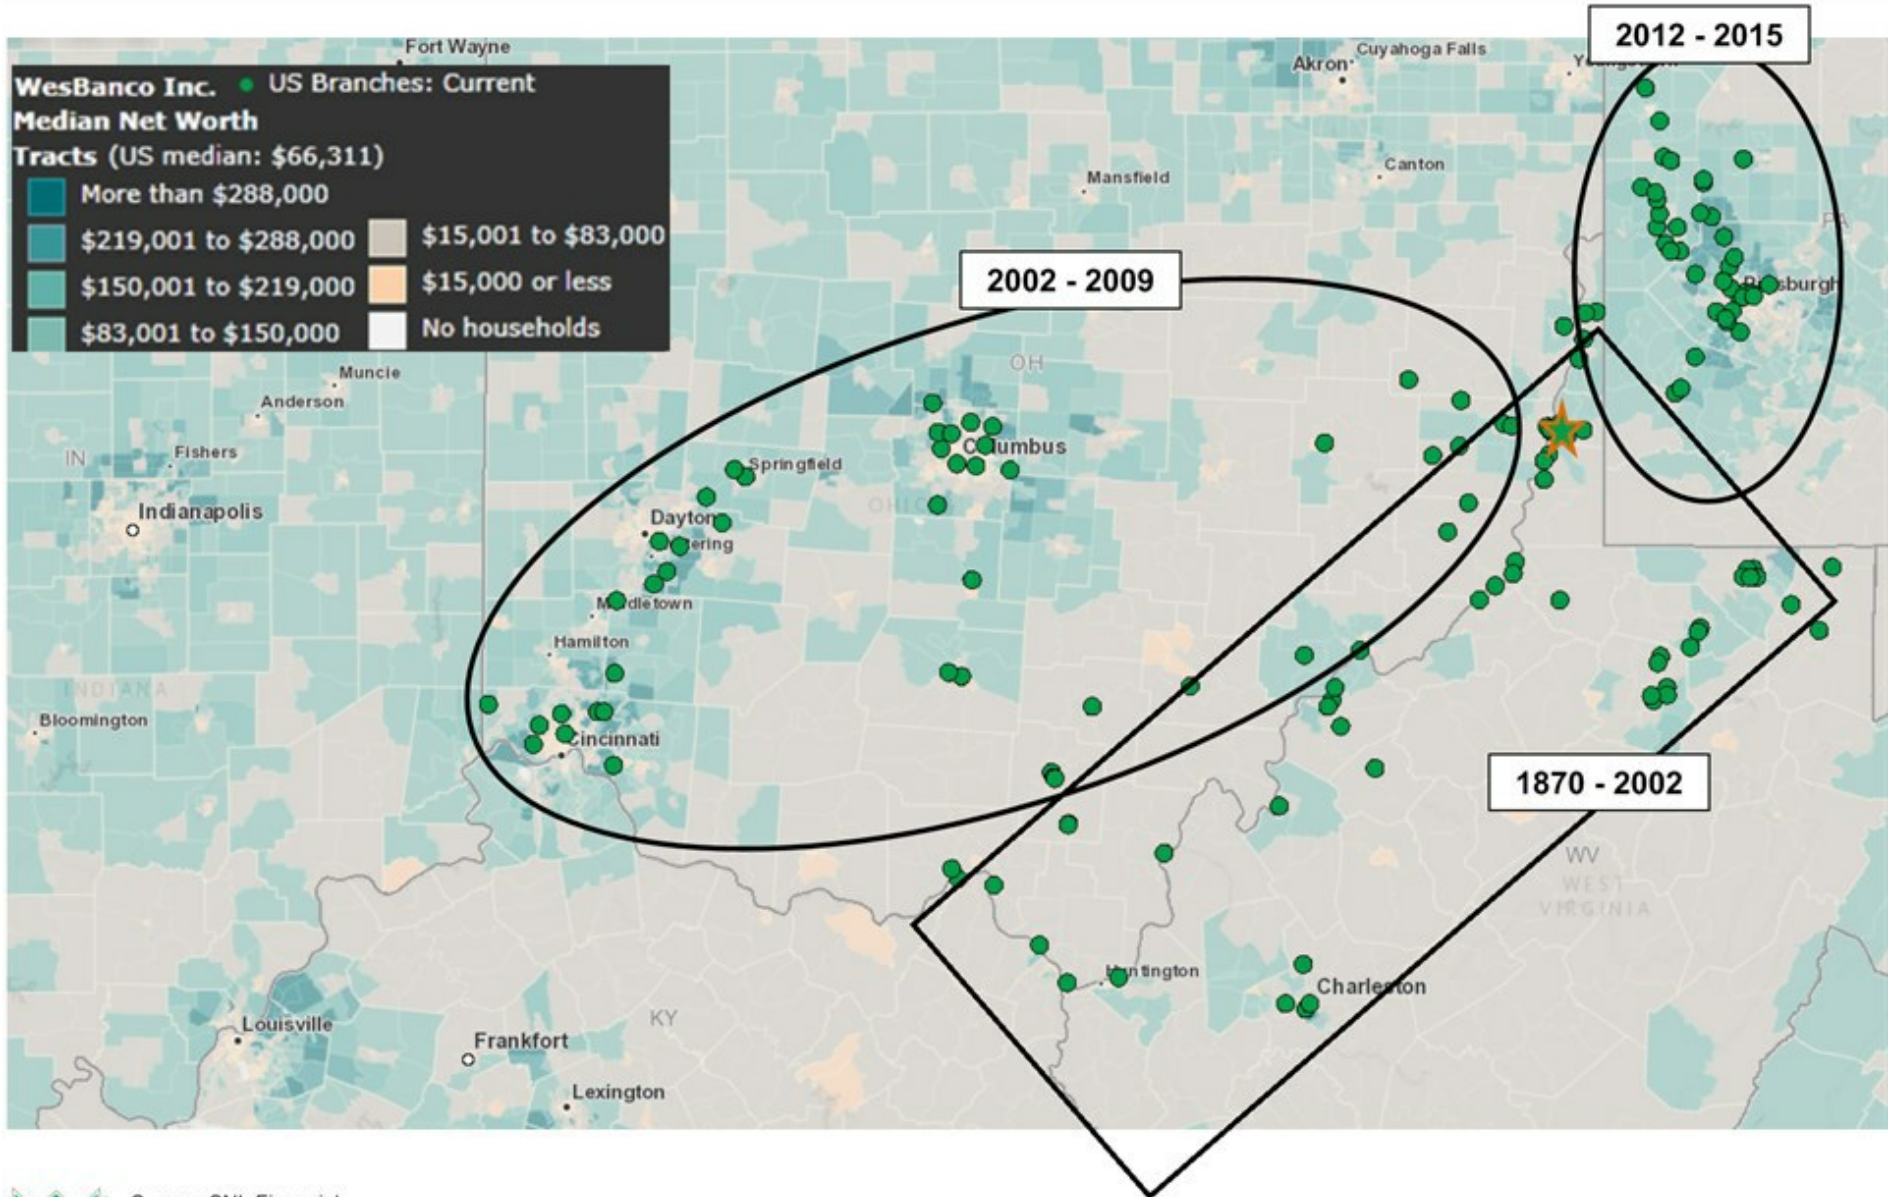 2012 - 2015
Fort Wayne
Cuyahoga Falls
Akron
WesBanco Inc. US Branches: Current
Median Net Worth
Tracts (US median: $66,311)
More than $288,000
$219,001 to $288,000
$150,001 to $219,000
$83,001 to $150,000
$15,001 to $83,000
$15,000 or less
No households
Canton
Mansfield
PA
2002 - 2009
OH
Muncie
Anderson
Fishers
IN
Columbus
Springfield
Indianapolis
Dayton
Middletown
Hamilton
INDIANA
Bloomington
Cincinnati
1870 - 2002
WV
WEST
VIRGINIA
Huntington
Charleston
Louisville
KY
Frankfort
Lexington